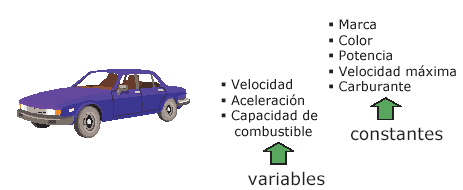 ▪ Marca
▪ Color
▪ Potencia
▪ Velocidad máxima
▪ Carburante
constantes
▪ Velocidad
▪ Aceleración
▪ Capacidad de
combustible
variables